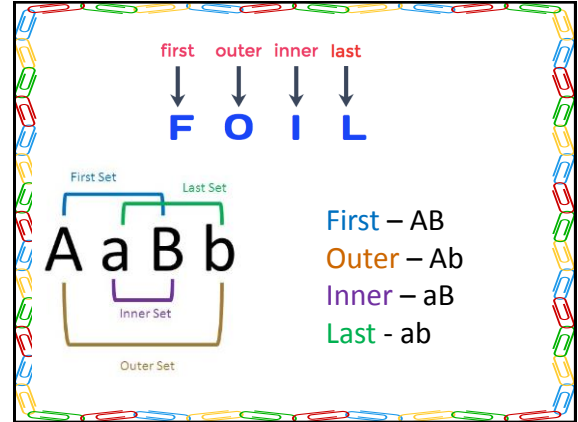 first outer inner last
F O I L
First Set
Last Set
A a B b
Inner Set
Outer Set
First – AB
Outer – Ab
Inner – aB
Last - ab